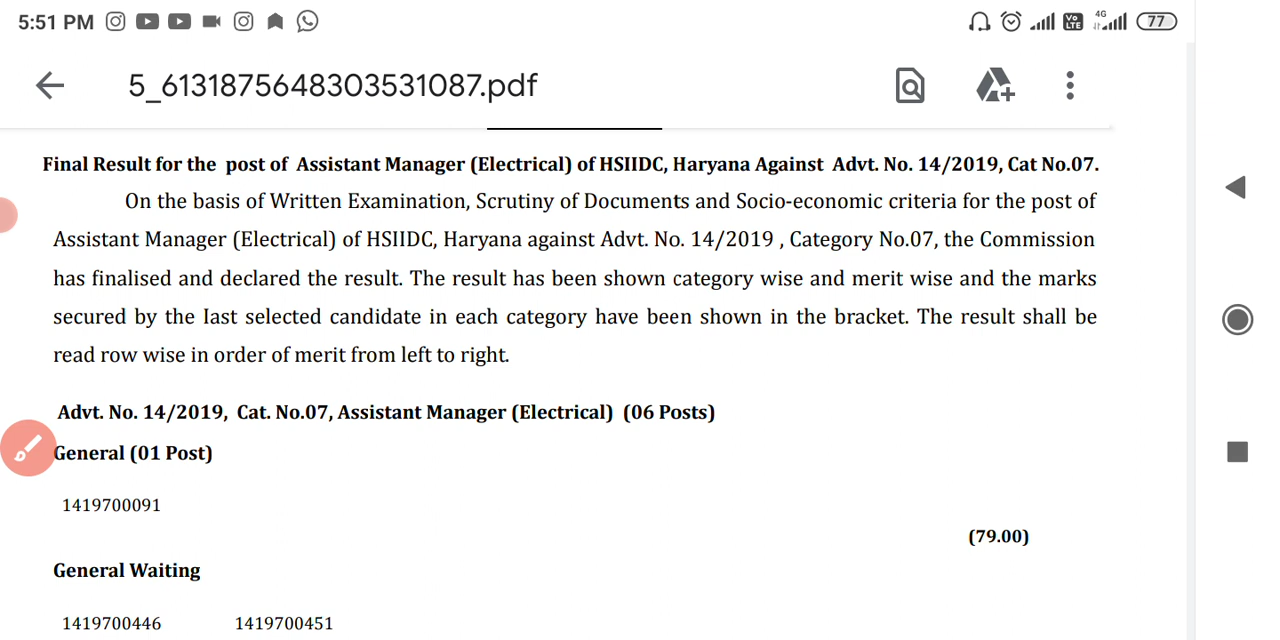 5:51 PM Vo LTE 4G 77
5_6131875648303531087.pdf
Final Result for the post of Assistant Manager (Electrical) of HSIIDC, Haryana Against Advt. No. 14/2019, Cat No.07.
On the basis of Written Examination, Scrutiny of Documents and Socio-economic criteria for the post of
Assistant Manager (Electrical) of HSIIDC, Haryana against Advt. No. 14/2019 , Category No.07, the Commission
has finalised and declared the result. The result has been shown category wise and merit wise and the marks
secured by the last selected candidate in each category have been shown in the bracket. The result shall be
read row wise in order of merit from left to right.
Advt. No. 14/2019, Cat. No.07, Assistant Manager (Electrical) (06 Posts)
General (01 Post)
1419700091
(79.00)
General Waiting
1419700446 1419700451